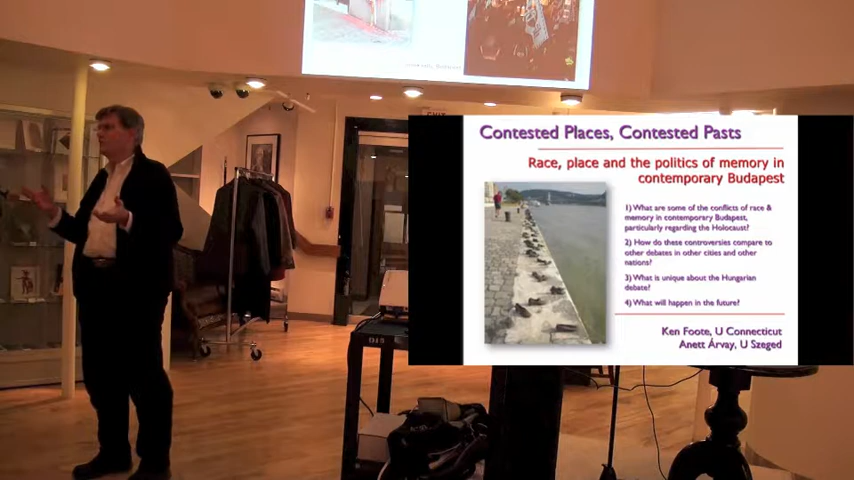 EXIT
Contested Places, Contested Pasts
Race, place and the politics of memory in
contemporary Budapest
1) What are some of the conflicts of race &
memory in contemporary Budapest,
particularly regarding the Holocaust?
2) How do these controversies compare to
other debates in other cities and other
nations?
3) What is unique about the Hungarian
debate?
4) What will happen in the future?
Ken Foote, U Connecticut
Anett Árvay, U Szeged